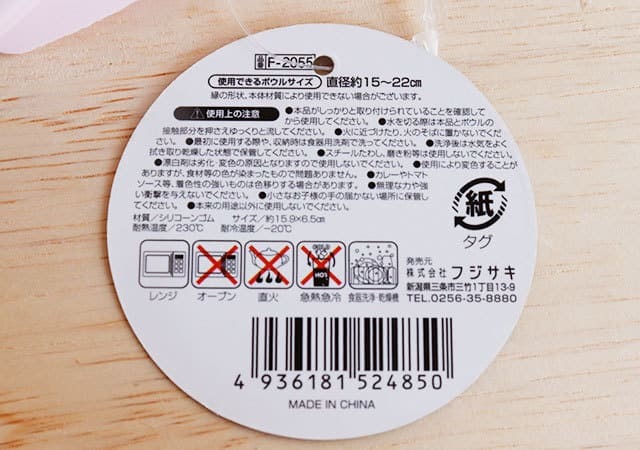 品番 F-2055
使用できるボウルサイズ 直径約15～22cm
縁の形状、本体材質により使用できない場合がございます。
使用上の注意 ●本品がしっかりと取り付けられていることを確認して
から使用してください。 ●水を切る際は本品とボウルの
接触部分を押さえゆっくりと流してください。 ●火に近づけたり、火のそばに置かないでくだ
さい。 ●最初に使用する際や、収納時は食器用洗剤で洗ってください。 ●洗浄後は水気をよく
拭き取り乾燥した状態で保管してください。 ●スチールたわし、磨き粉等は使用しないでくださ
い。 ●漂白剤は劣化・変色の原因となりますので使用しないでください。 ●使用により変色することが
ありますが、食材等の色が染まったもので問題ありません。 ●カレーやトマト
ソース等、着色性の強いものは色移りする場合があります。 ●無理な力や強
い衝撃を与えないでください。 ●小さなお子様の手の届かない場所に保管し
てください。 ●本来の用途以外に使用しないでください。
材質／シリコーンゴム サイズ／約15.9×6.5cm
耐熱温度／230℃ 耐冷温度／-20℃
紙
タグ
COLD
HOT
レンジ オーブン 直火 急熱急冷 食器洗浄・乾燥機
発売元
株式会社 フジサキ
新潟県三条市三竹1丁目13-9
TEL.0256-35-8880
4 936181 524850
MADE IN CHINA